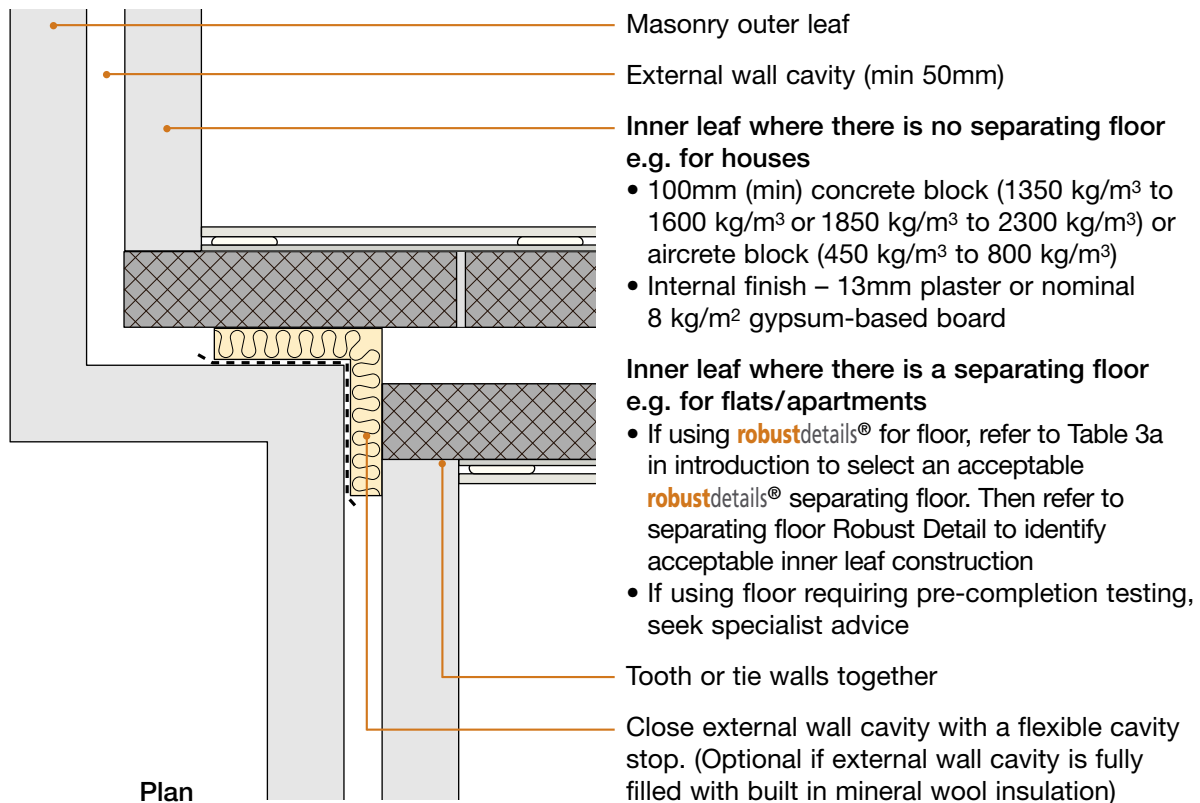 Masonry outer leaf
External wall cavity (min 50mm)
Inner leaf where there is no separating floor
e.g. for houses
• 100mm (min) concrete block (1350 kg/m³ to
1600 kg/m³ or 1850 kg/m³ to 2300 kg/m³) or
aircrete block (450 kg/m³ to 800 kg/m³)
• Internal finish – 13mm plaster or nominal
8 kg/m² gypsum-based board
Inner leaf where there is a separating floor
e.g. for flats/apartments
• If using robustdetails® for floor, refer to Table 3a
in introduction to select an acceptable
robustdetails® separating floor. Then refer to
separating floor Robust Detail to identify
acceptable inner leaf construction
• If using floor requiring pre-completion testing,
seek specialist advice
Tooth or tie walls together
Close external wall cavity with a flexible cavity
stop. (Optional if external wall cavity is fully
filled with built in mineral wool insulation)
Plan